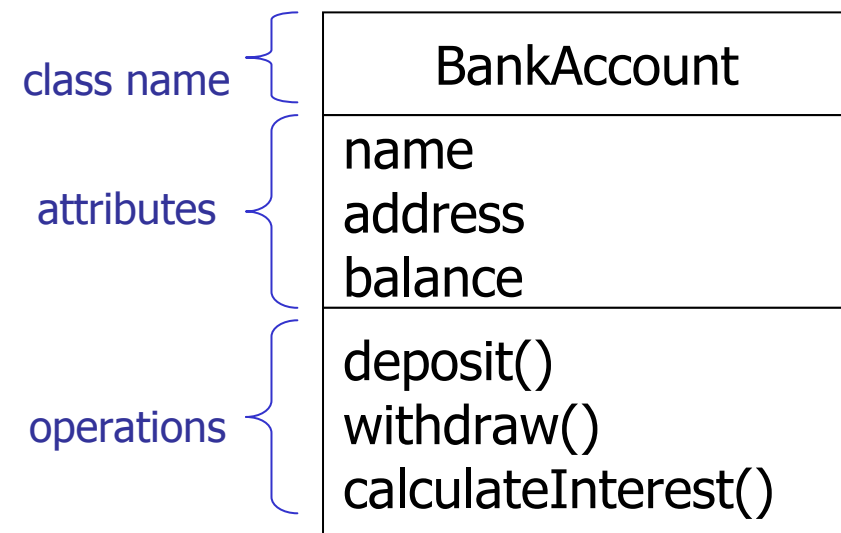 class name
BankAccount
attributes
name
address
balance
operations
deposit()
withdraw()
calculateInterest()